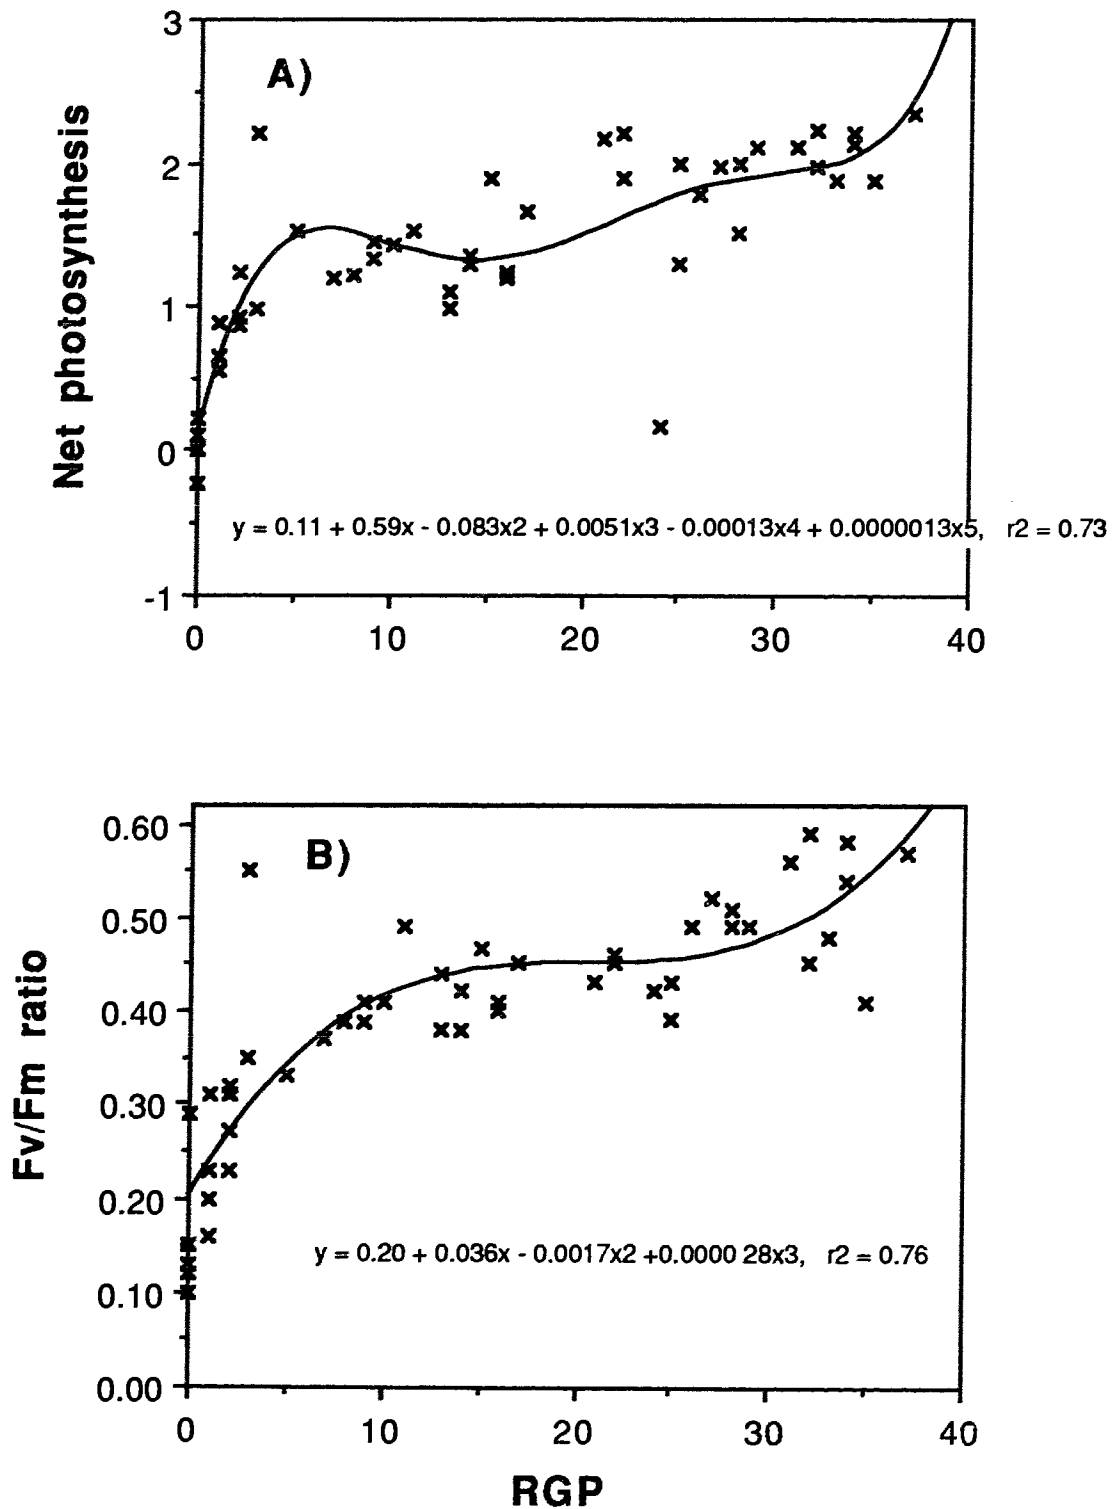 3
A)
2
1
0
-1
Net photosynthesis
y = 0.11 + 0.59x - 0.083x2 + 0.0051x3 - 0.00013x4 + 0.0000013x5, r2 = 0.73
0 10 20 30 40
0.60
B)
0.50
0.40
0.30
0.20
0.10
0.00
Fv/Fm ratio
y = 0.20 + 0.036x - 0.0017x2 +0.0000 28x3, r2 = 0.76
0 10 20 30 40
RGP